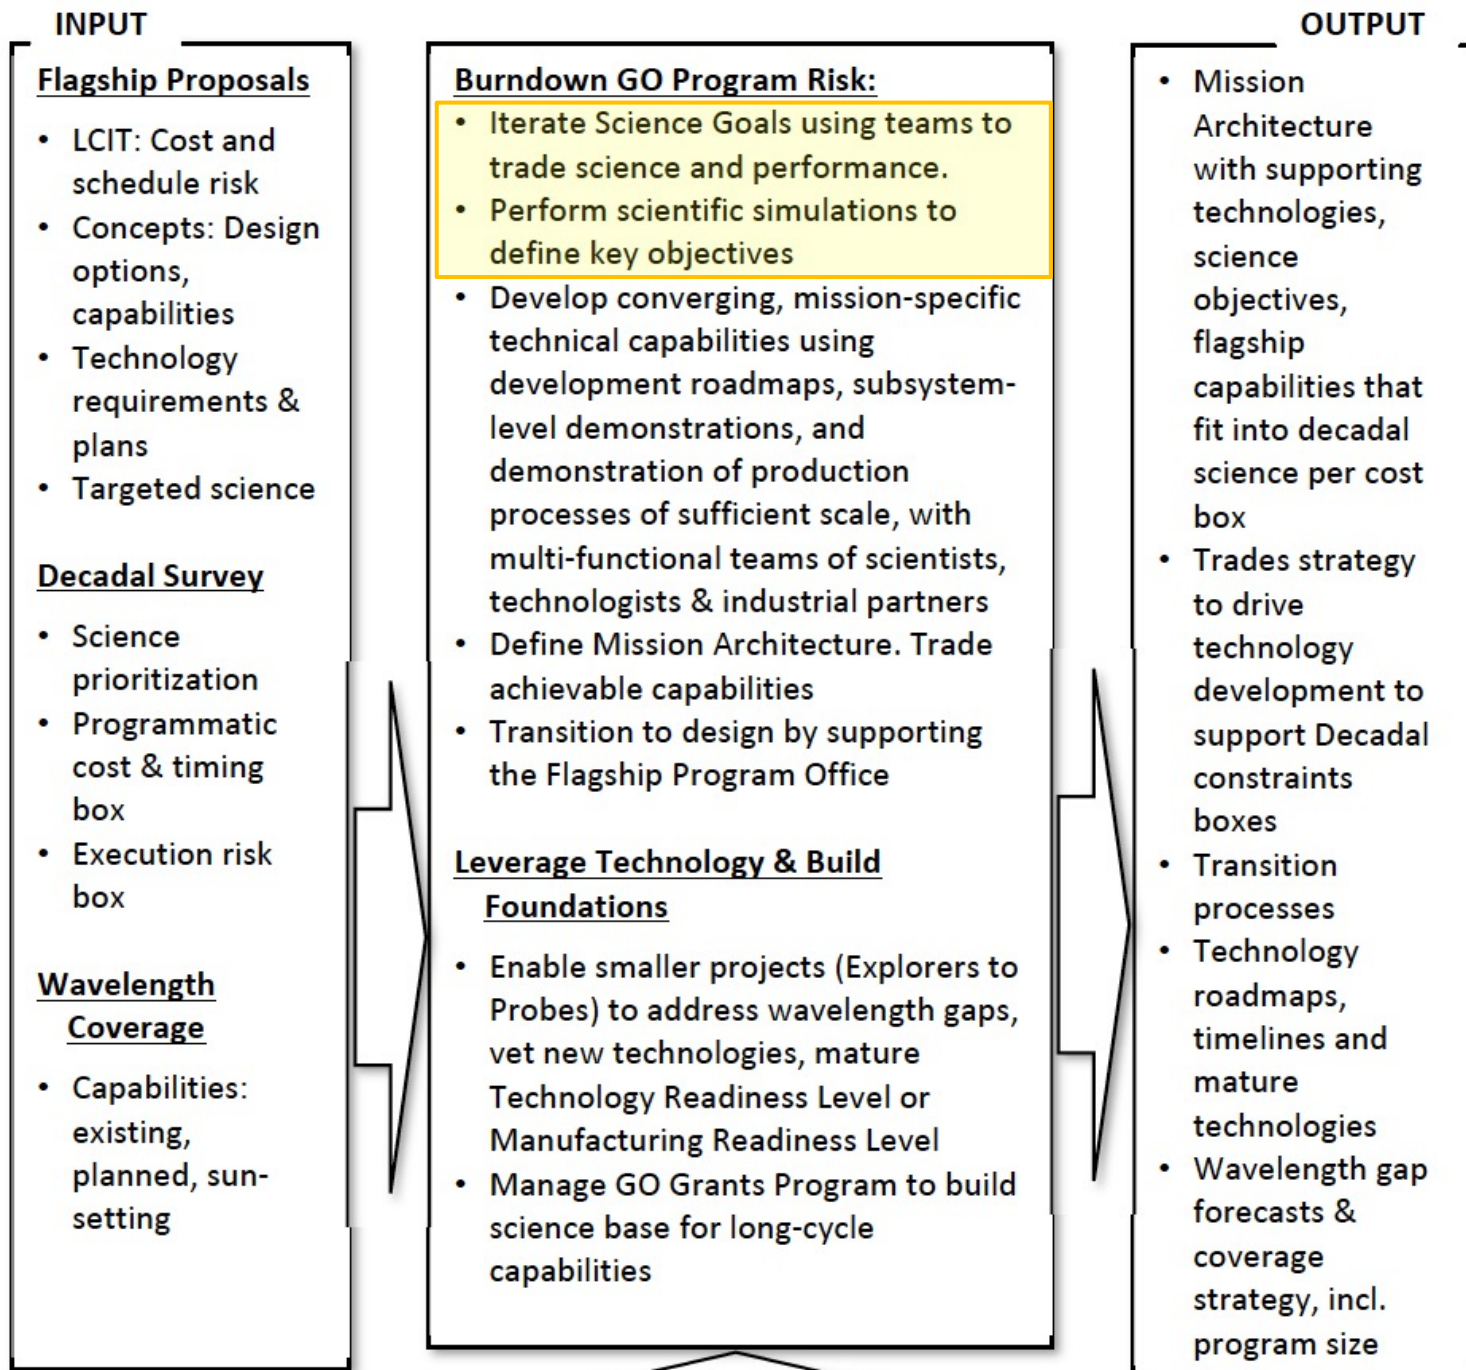 INPUT
Flagship Proposals
• LCIT: Cost and
schedule risk
• Concepts: Design
options,
capabilities
• Technology
requirements &
plans
• Targeted science
Decadal Survey
• Science
prioritization
• Programmatic
cost & timing
box
• Execution risk
box
Wavelength
Coverage
• Capabilities:
existing,
planned, sun-
setting
Burndown GO Program Risk:
• Iterate Science Goals using teams to
trade science and performance.
• Perform scientific simulations to
define key objectives
• Develop converging, mission-specific
technical capabilities using
development roadmaps, subsystem-
level demonstrations, and
demonstration of production
processes of sufficient scale, with
multi-functional teams of scientists,
technologists & industrial partners
• Define Mission Architecture. Trade
achievable capabilities
• Transition to design by supporting
the Flagship Program Office
Leverage Technology & Build
Foundations
• Enable smaller projects (Explorers to
Probes) to address wavelength gaps,
vet new technologies, mature
Technology Readiness Level or
Manufacturing Readiness Level
• Manage GO Grants Program to build
science base for long-cycle
capabilities
OUTPUT
• Mission
Architecture
with supporting
technologies,
science
objectives,
flagship
capabilities that
fit into decadal
science per cost
box
• Trades strategy
to drive
technology
development to
support Decadal
constraints
boxes
• Transition
processes
• Technology
roadmaps,
timelines and
mature
technologies
• Wavelength gap
forecasts &
coverage
strategy, incl.
program size